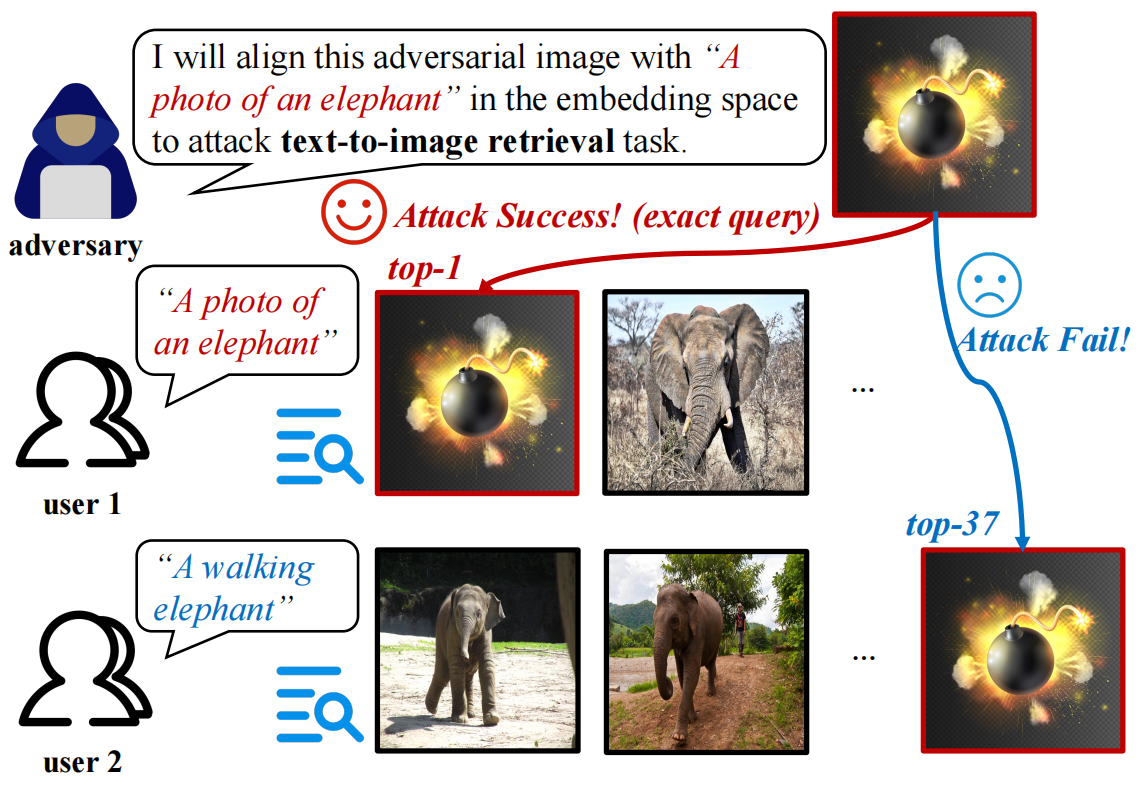 I will align this adversarial image with “A
photo of an elephant” in the embedding space
to attack text-to-image retrieval task.
adversary
Attack Success! (exact query)
top-1
Attack Fail!
“A photo of
an elephant”
...
user 1
top-37
“A walking
elephant”
...
user 2